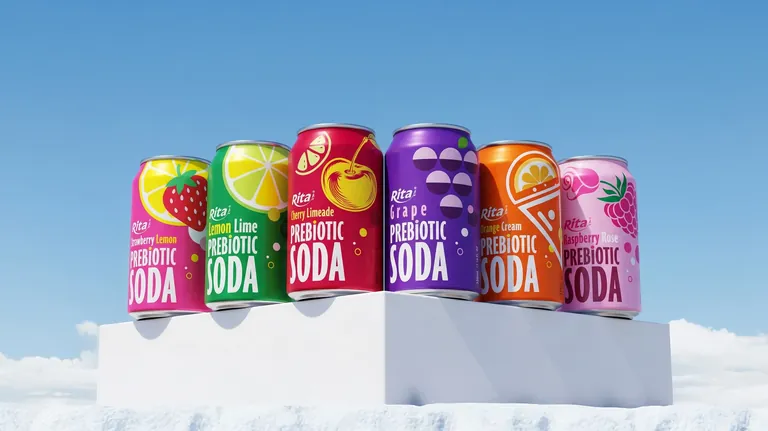 Rita
Strawberry Lemon
PREBiOTIC
SODA
Rita
Lemon Lime
PREBiOTIC
SODA
Rita
Cherry Limeade
PREBiOTIC
SODA
Rita
Grape
PREBiOTIC
SODA
Rita
Orange Cream
PREBiOTIC
SODA
Rita
Raspberry Rose
PREBiOTIC
SODA